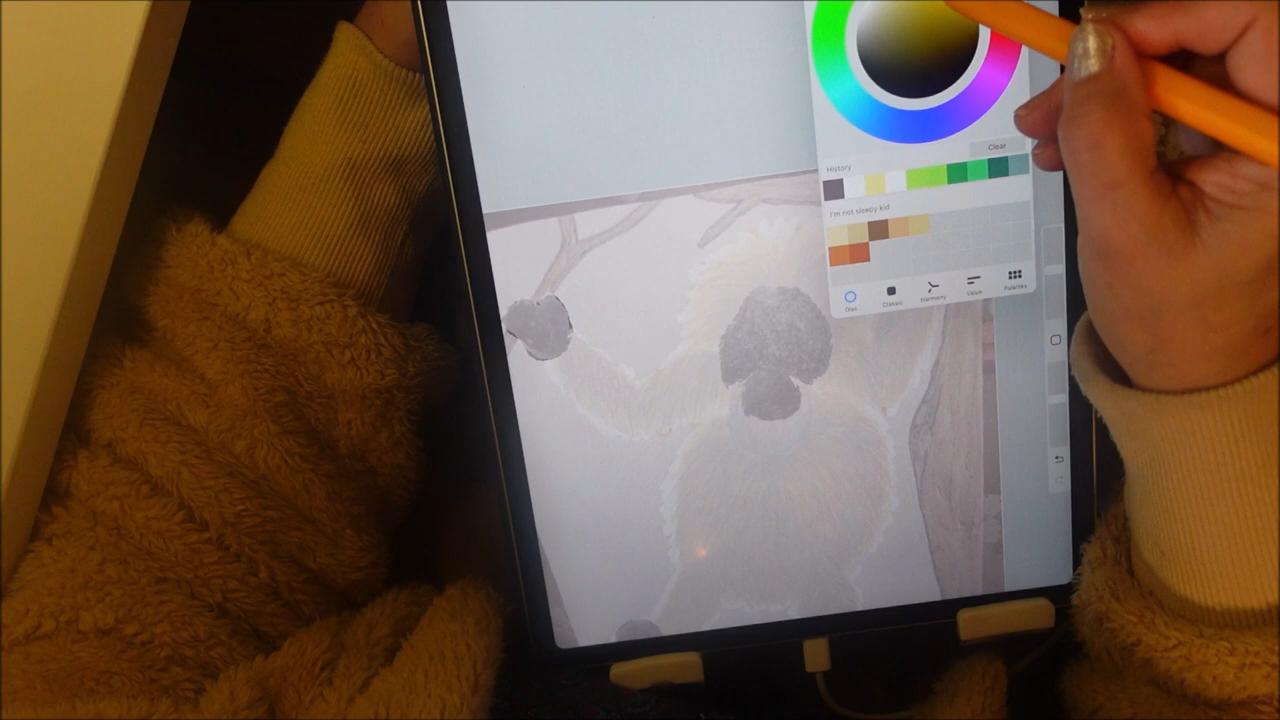 Clear
History
I'm not sleepy kid
Disc
Classic
Harmony
Value
Palettes